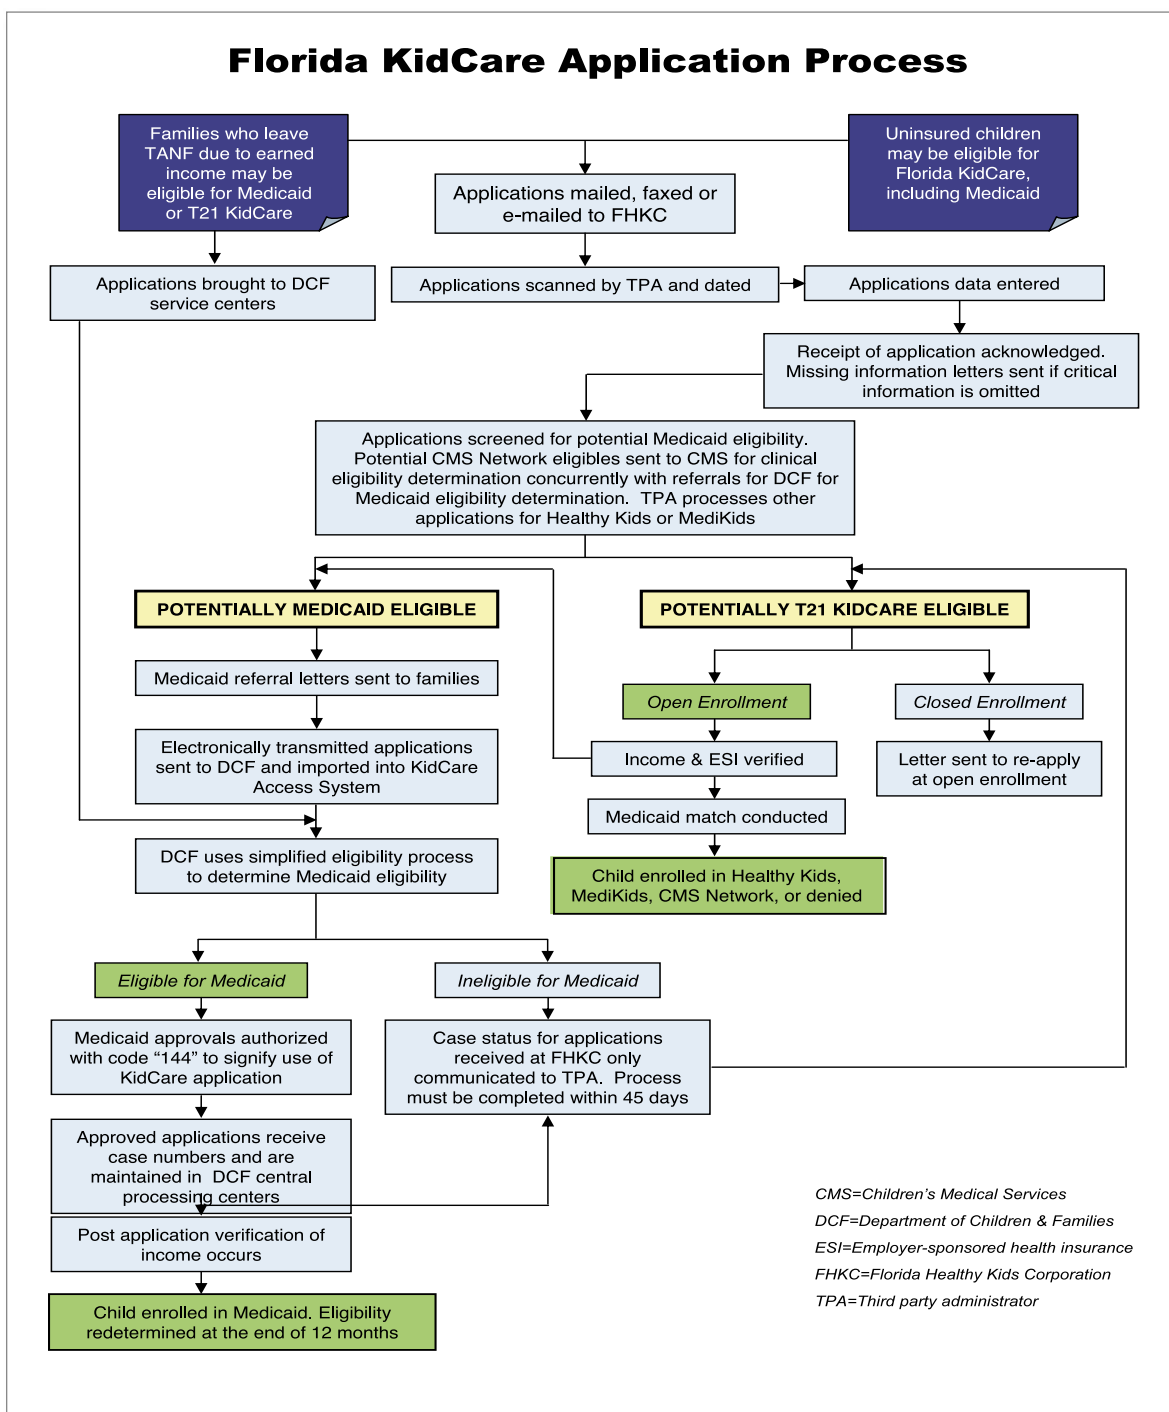 Florida KidCare Application Process
Families who leave
TANF due to earned
income may be
eligible for Medicaid
or T21 KidCare
Applications mailed, faxed or
e-mailed to FHKC
Uninsured children
may be eligible for
Florida KidCare,
including Medicaid
Applications brought to DCF
service centers
Applications scanned by TPA and dated
Applications data entered
Receipt of application acknowledged.
Missing information letters sent if critical
information is omitted
Applications screened for potential Medicaid eligibility.
Potential CMS Network eligibles sent to CMS for clinical
eligibility determination concurrently with referrals for DCF for
Medicaid eligibility determination.  TPA processes other
applications for Healthy Kids or MediKids
POTENTIALLY MEDICAID ELIGIBLE
POTENTIALLY T21 KIDCARE ELIGIBLE
Medicaid referral letters sent to families
Open Enrollment
Closed Enrollment
Electronically transmitted applications
sent to DCF and imported into KidCare
Access System
Income & ESI verified
Letter sent to re-apply
at open enrollment
Medicaid match conducted
DCF uses simplified eligibility process
to determine Medicaid eligibility
Child enrolled in Healthy Kids,
MediKids, CMS Network, or denied
Eligible for Medicaid
Ineligible for Medicaid
Medicaid approvals authorized
with code “144” to signify use of
KidCare application
Case status for applications
received at FHKC only
communicated to TPA.  Process
must be completed within 45 days
Approved applications receive
case numbers and are
maintained in  DCF central
processing centers
Post application verification of
income occurs
Child enrolled in Medicaid. Eligibility
redetermined at the end of 12 months
CMS=Children’s Medical Services
DCF=Department of Children & Families
ESI=Employer-sponsored health insurance
FHKC=Florida Healthy Kids Corporation
TPA=Third party administrator